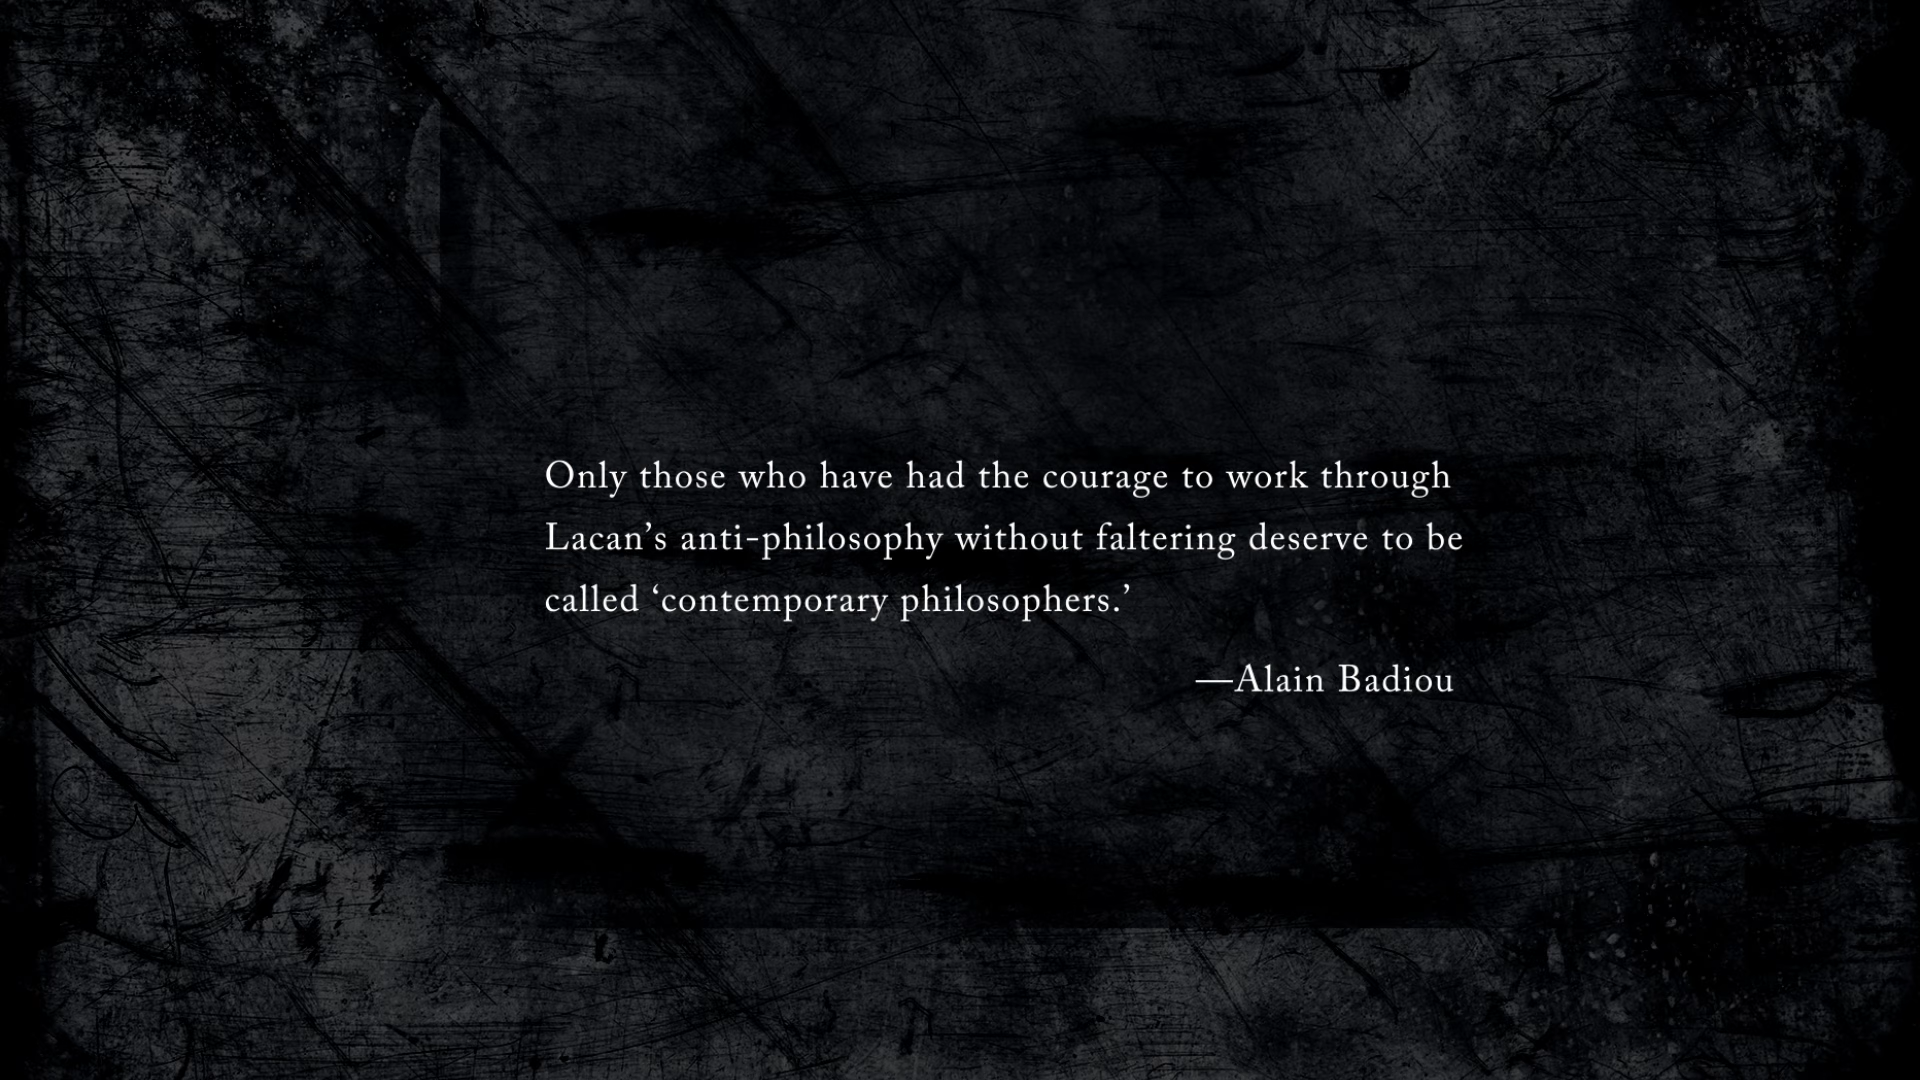 Only those who have had the courage to work through
Lacan’s anti-philosophy without faltering deserve to be
called ‘contemporary philosophers.’
—Alain Badiou